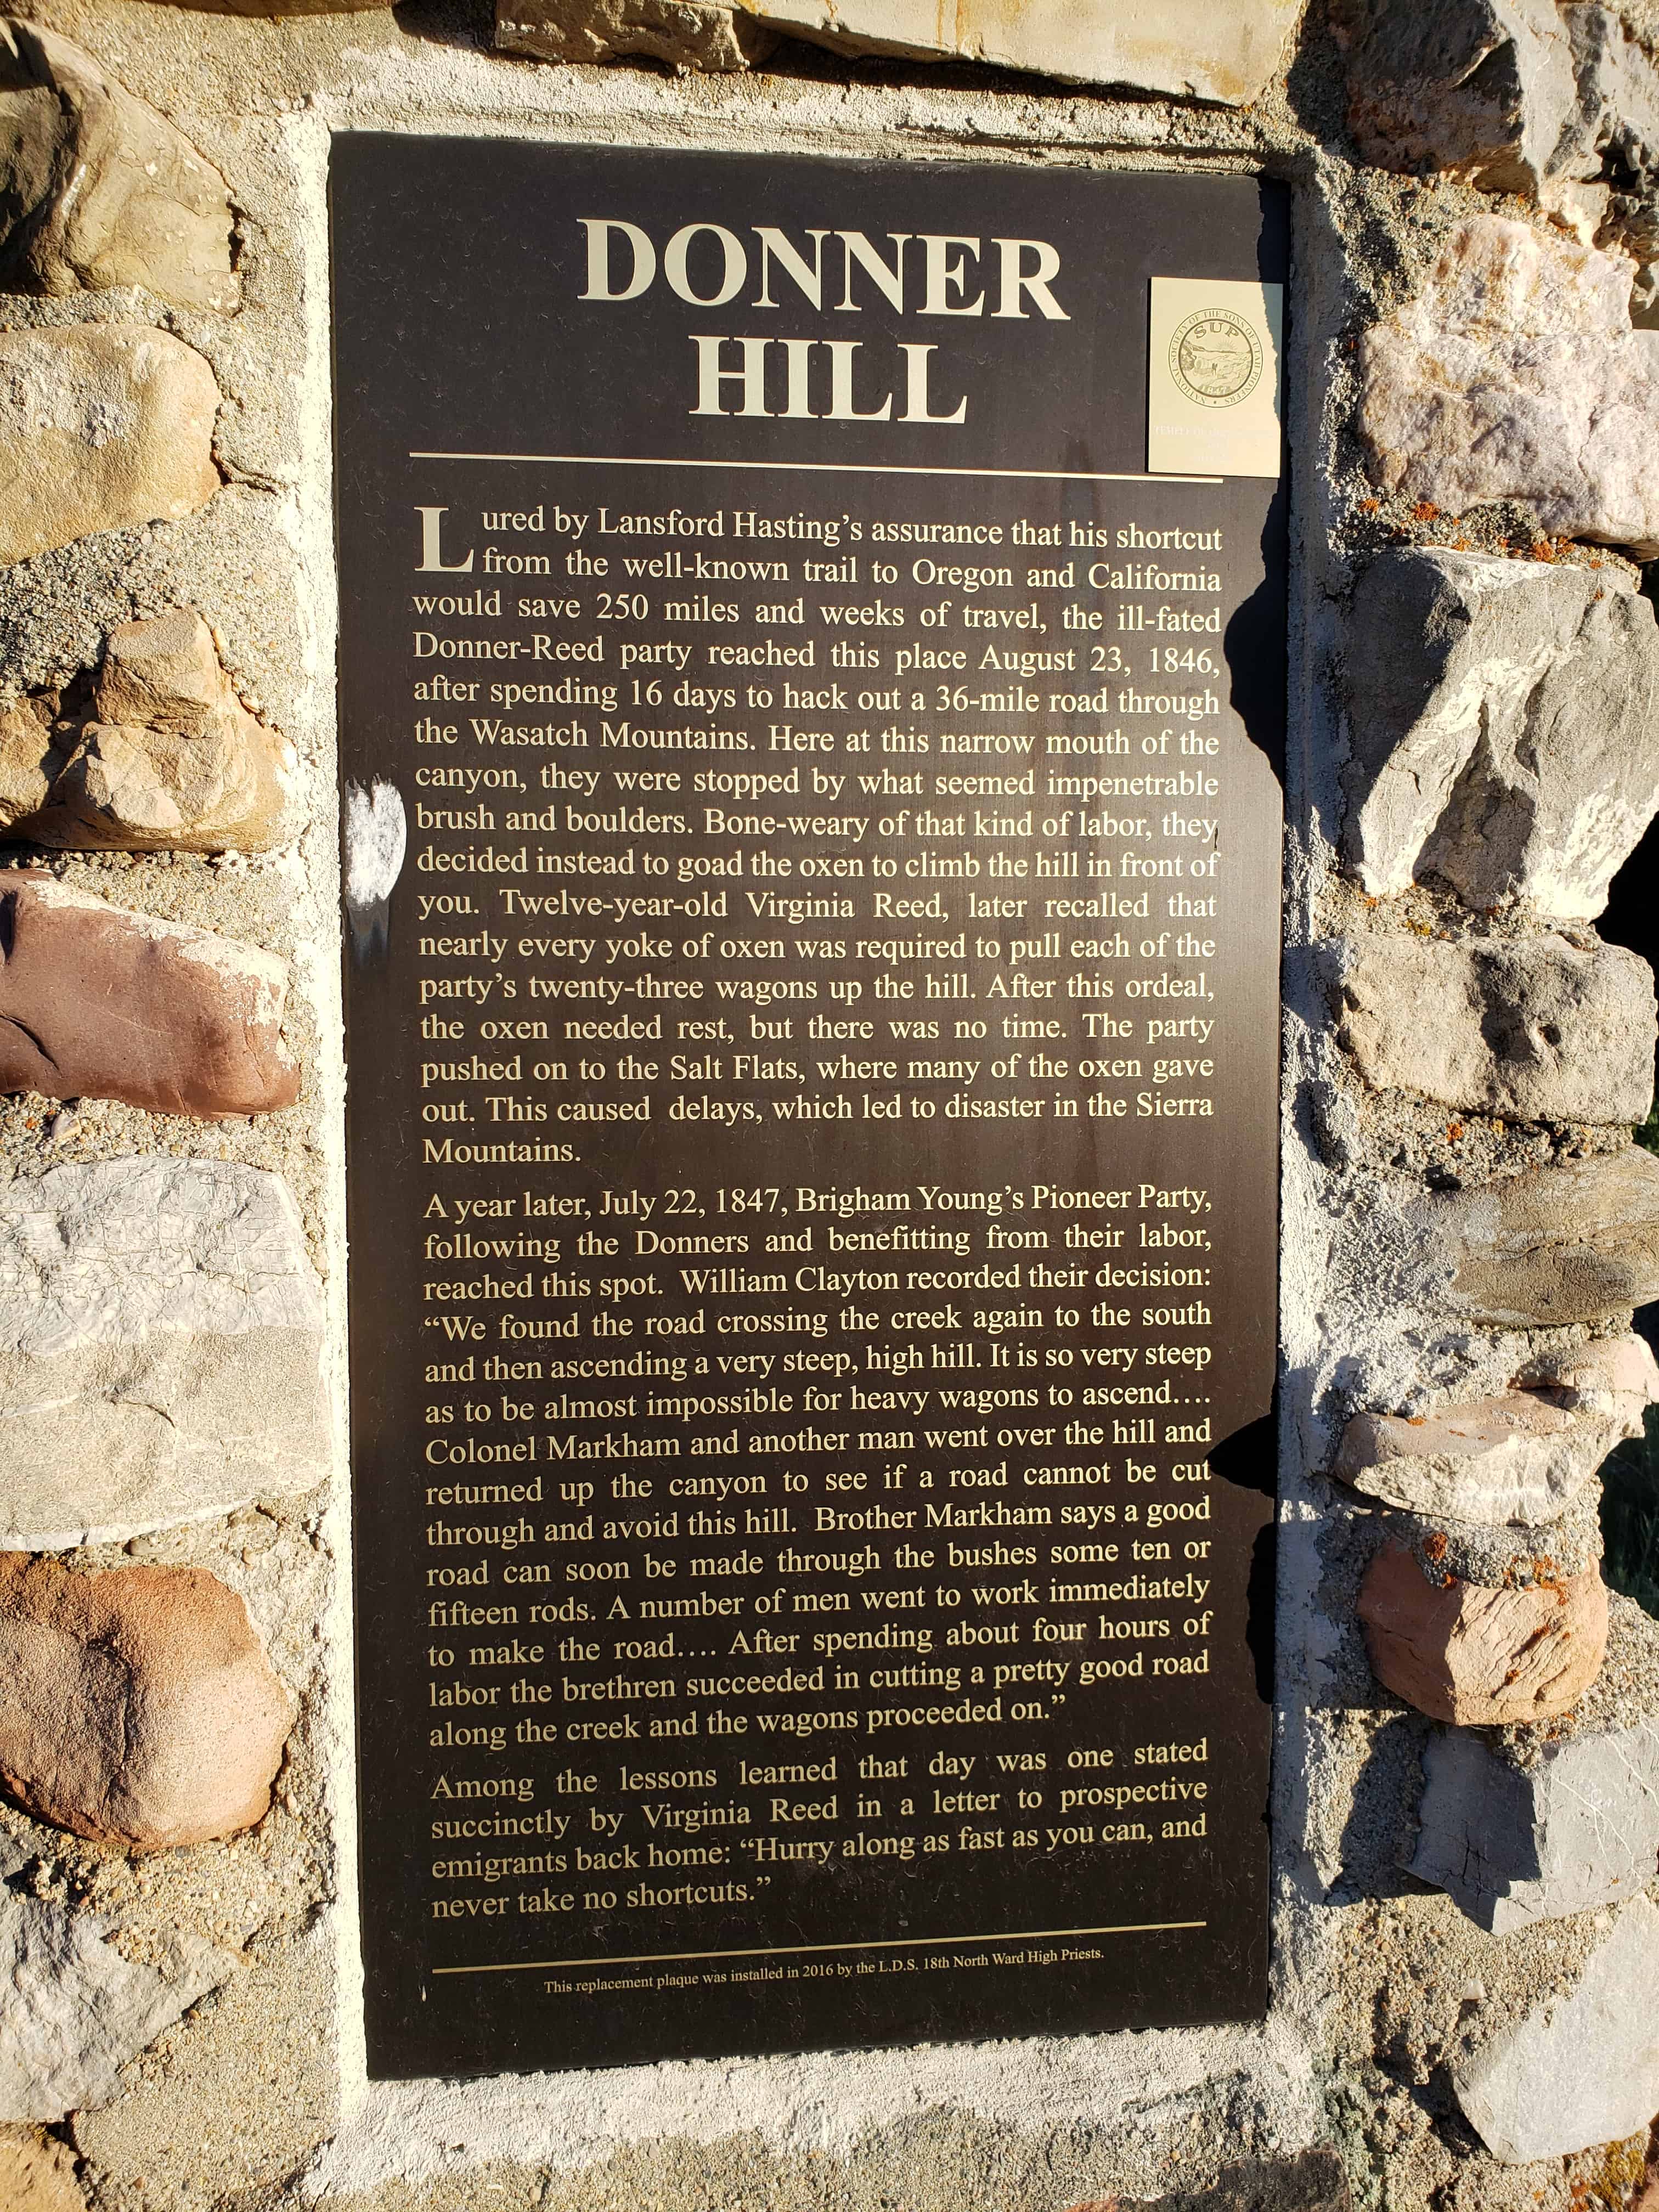 DONNER
HILL
NATIONAL SOCIETY OF THE SONS OF UTAH PIONEERS
SUP
Lured by Lansford Hasting's assurance that his shortcut
from the well-known trail to Oregon and California
would save 250 miles and weeks of travel, the ill-fated
Donner-Reed party reached this place August 23, 1846,
after spending 16 days to hack out a 36-mile road through
the Wasatch Mountains. Here at this narrow mouth of the
canyon, they were stopped by what seemed impenetrable
brush and boulders. Bone-weary of that kind of labor, they
decided instead to goad the oxen to climb the hill in front of
you. Twelve-year-old Virginia Reed, later recalled that
nearly every yoke of oxen was required to pull each of the
party's twenty-three wagons up the hill. After this ordeal,
the oxen needed rest, but there was no time. The party
pushed on to the Salt Flats, where many of the oxen gave
out. This caused delays, which led to disaster in the Sierra
Mountains.
A year later, July 22, 1847, Brigham Young's Pioneer Party,
following the Donners and benefitting from their labor,
reached this spot. William Clayton recorded their decision:
“We found the road crossing the creek again to the south
and then ascending a very steep, high hill. It is so very steep
as to be almost impossible for heavy wagons to ascend….
Colonel Markham and another man went over the hill and
returned up the canyon to see if a road cannot be cut
through and avoid this hill. Brother Markham says a good
road can soon be made through the bushes some ten or
fifteen rods. A number of men went to work immediately
to make the road…. After spending about four hours of
labor the brethren succeeded in cutting a pretty good road
along the creek and the wagons proceeded on.”
Among the lessons learned that day was one stated
succinctly by Virginia Reed in a letter to prospective
emigrants back home: “Hurry along as fast as you can, and
never take no shortcuts.”
This replacement plaque was installed in 2016 by the L.D.S. 18th North Ward High Priests.